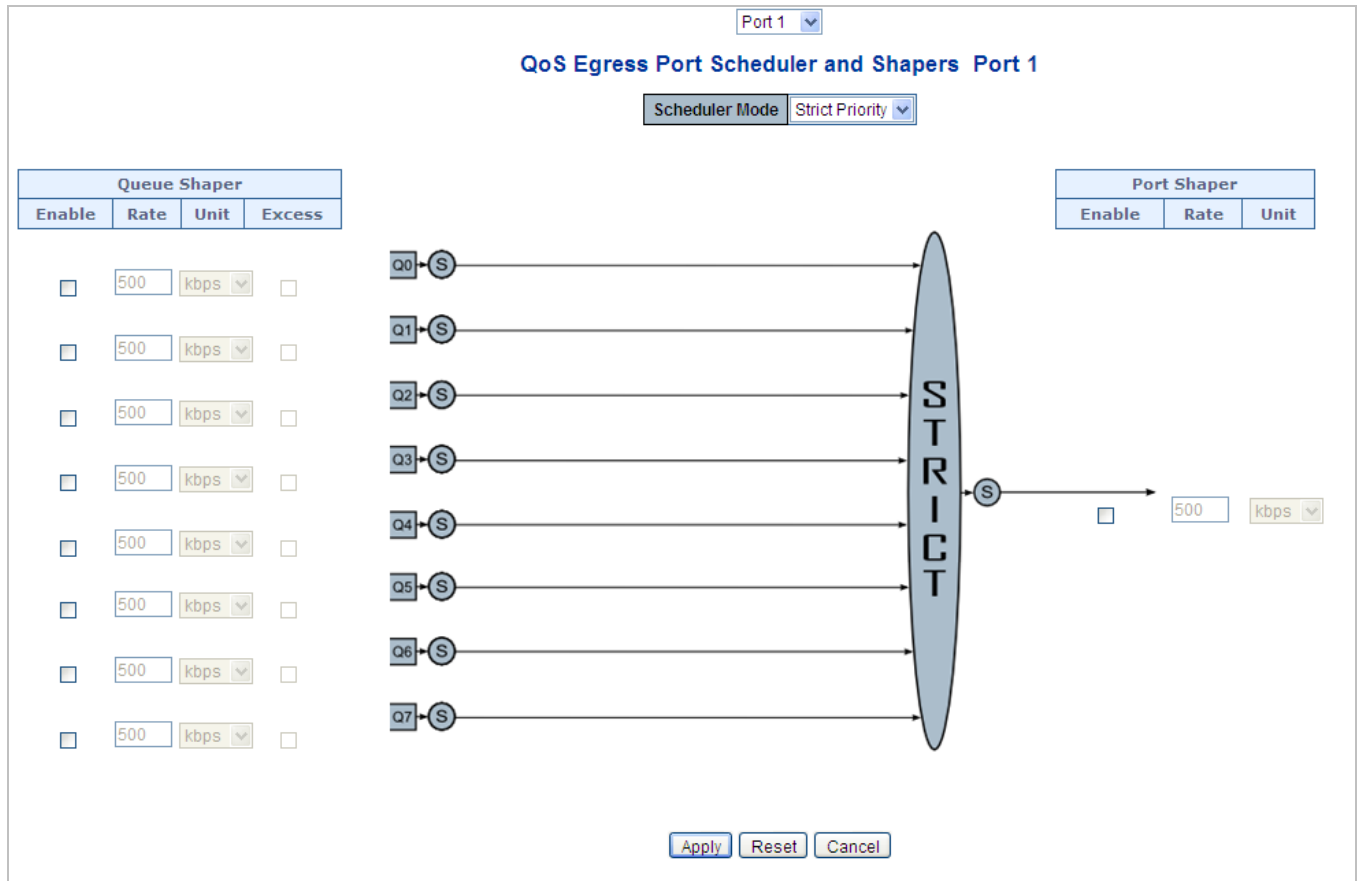 Port 1
QoS Egress Port Scheduler and Shapers Port 1
Scheduler Mode Strict Priority
Queue Shaper
Enable Rate Unit Excess
Port Shaper
Enable Rate Unit
500 kbps
Q0 S
500 kbps
Q1 S
500 kbps
Q2 S
500 kbps
Q3 S
500 kbps
Q4 S
500 kbps
Q5 S
500 kbps
Q6 S
500 kbps
Q7 S
STRICT
S
500 kbps
Apply Reset Cancel